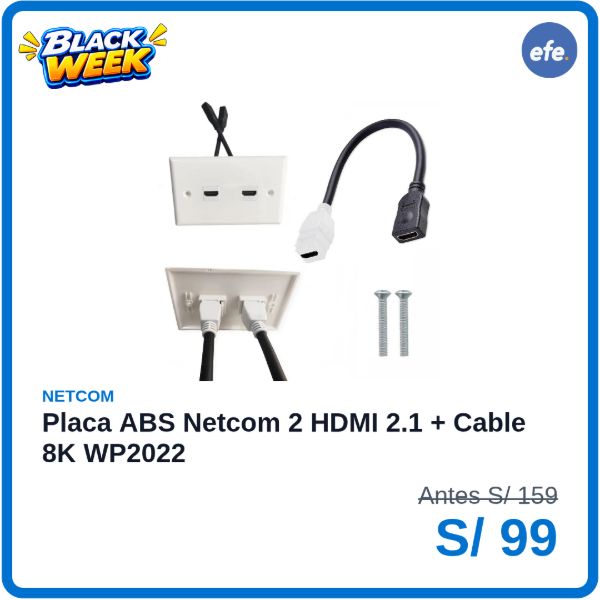 BLACK
WEEK
efe.
NETCOM
Placa ABS Netcom 2 HDMI 2.1 + Cable
8K WP2022
Antes S/ 159
S/ 99